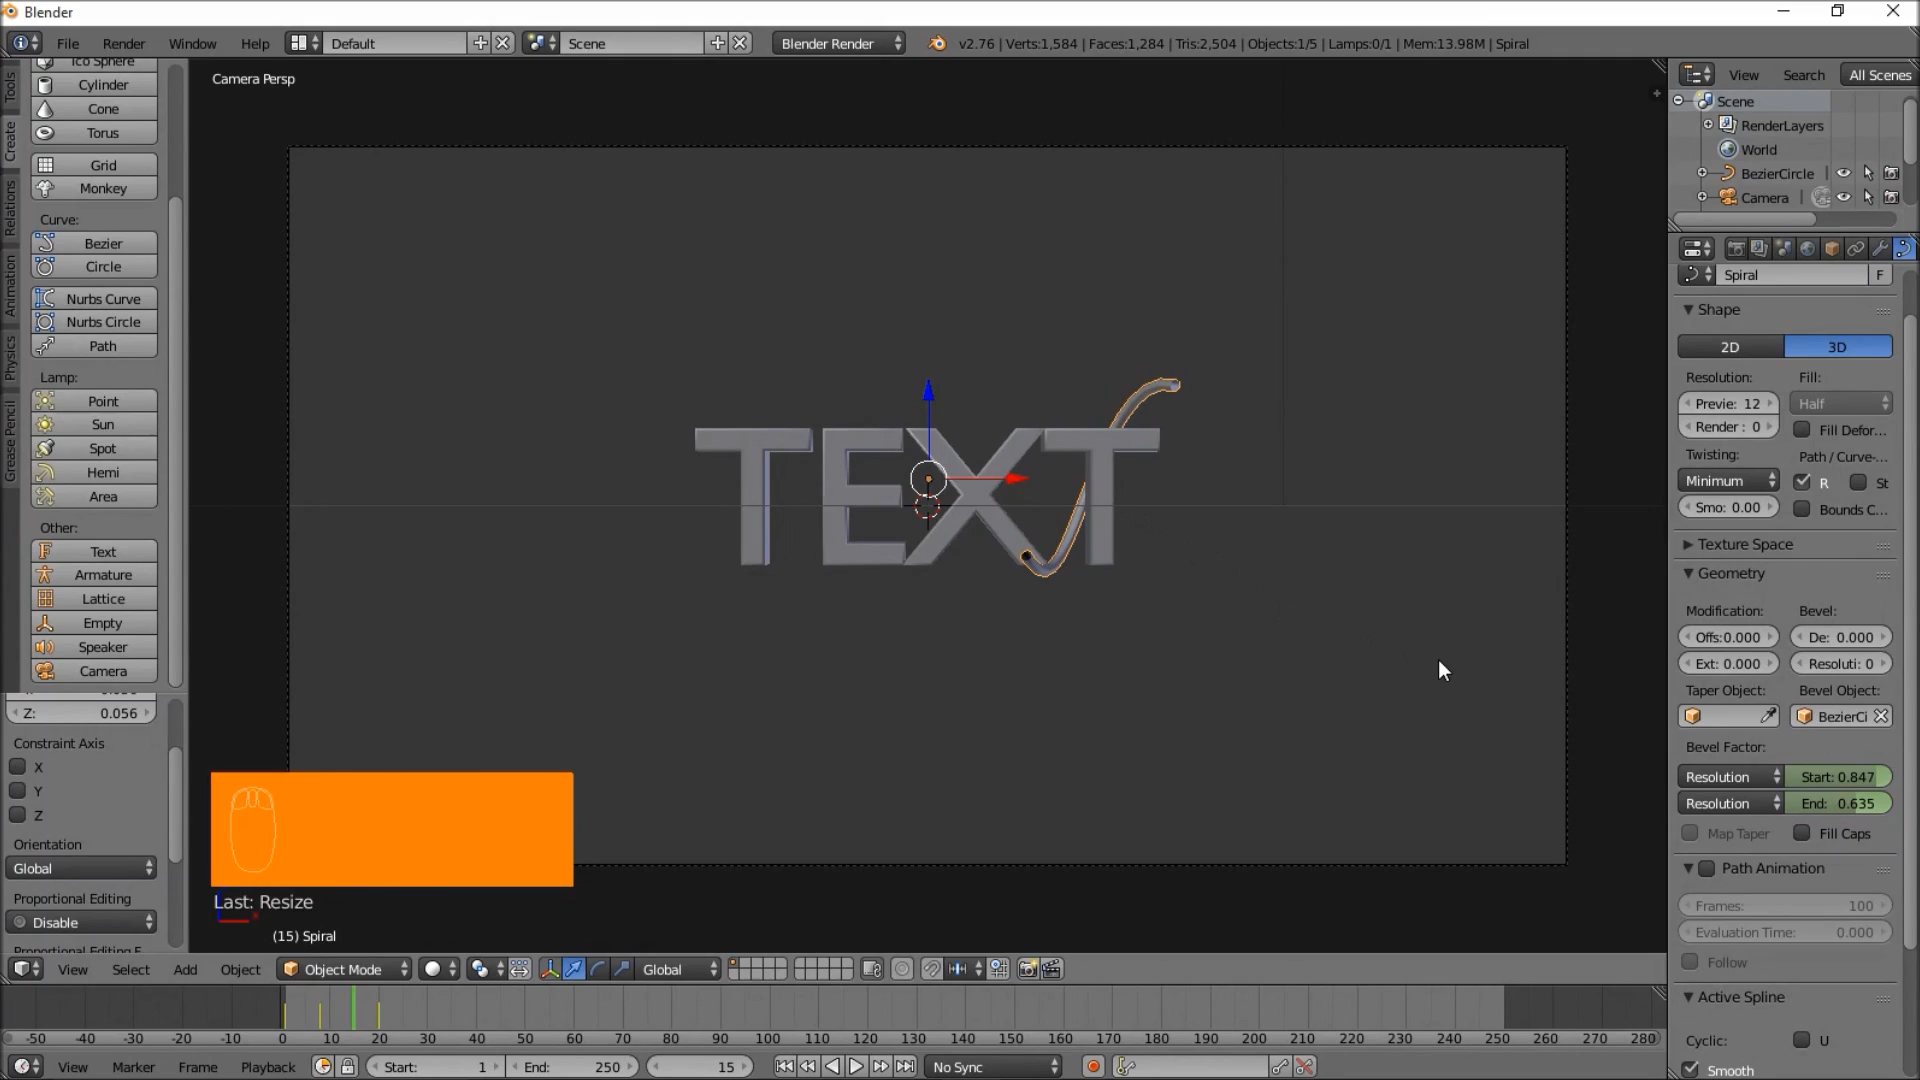 Blender
File Render Window Help Default Scene Blender Render v2.76 | Verts:1,584 | Faces:1,284 | Tris:2,504 | Objects:1/5 | Lamps:0/1 | Mem:13.98M | Spiral
Tools
Create
Relations
Animation
Physics
Grease Pencil
Ico Sphere
Cylinder
Cone
Torus
Grid
Monkey
Curve:
Bezier
Circle
Nurbs Curve
Nurbs Circle
Path
Lamp:
Point
Sun
Spot
Hemi
Area
Other:
Text
Armature
Lattice
Empty
Speaker
Camera
Z: 0.056
Constraint Axis
X
Y
Z
Orientation
Global
Proportional Editing
Disable
Camera Persp
TEXT
Last: Resize
(15) Spiral
View Search All Scenes
Scene
RenderLayers
World
BezierCircle
Camera
Spiral F
Shape
2D 3D
Resolution: Fill:
Previe: 12 Half
Render: 0 Fill Defor...
Twisting: Path / Curve-...
Minimum R St
Smo: 0.00 Bounds C...
Texture Space
Geometry
Modification: Bevel:
Offs:0.000 De: 0.000
Ext: 0.000 Resoluti: 0
Taper Object: Bevel Object:
BezierCi
Bevel Factor:
Resolution Start: 0.847
Resolution End: 0.635
Map Taper Fill Caps
Path Animation
Frames: 100
Evaluation Time: 0.000
Follow
Active Spline
Cyclic: U
Smooth
View Select Add Object Object Mode Global
-50 -40 -30 -20 -10 0 10 20 30 40 50 60 70 80 90 100 110 120 130 140 150 160 170 180 190 200 210 220 230 240 250 260 270 280
View Marker Frame Playback Start: 1 End: 250 15 No Sync